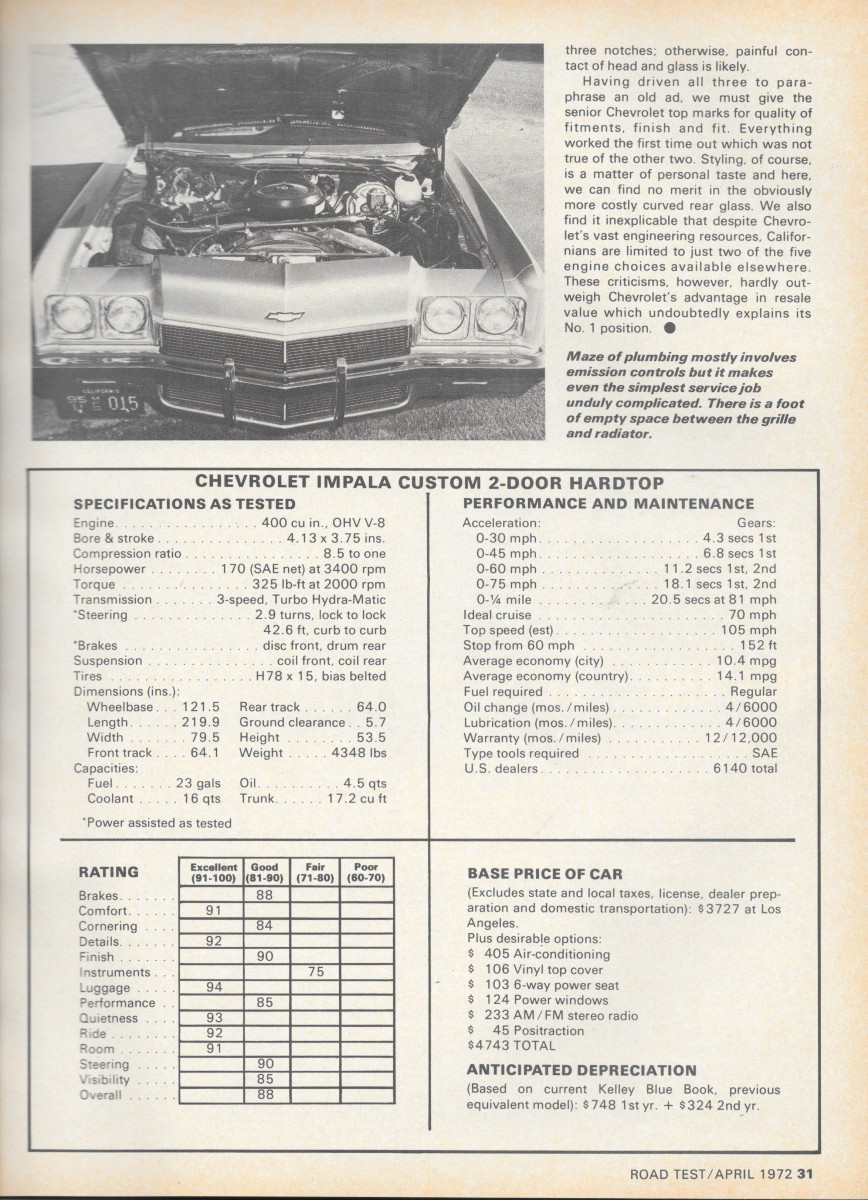 three notches; otherwise, painful con-
tact of head and glass is likely.
Having driven all three to para-
phrase an old ad, we must give the
senior Chevrolet top marks for quality of
fitments, finish and fit. Everything
worked the first time out which was not
true of the other two. Styling, of course,
is a matter of personal taste and here,
we can find no merit in the obviously
more costly curved rear glass. We also
find it inexplicable that despite Chevro-
let's vast engineering resources, Califor-
nians are limited to just two of the five
engine choices available elsewhere.
These criticisms, however, hardly out-
weigh Chevrolet's advantage in resale
value which undoubtedly explains its
No. 1 position. ●
Maze of plumbing mostly involves
emission controls but it makes
even the simplest service job
unduly complicated. There is a foot
of empty space between the grille
and radiator.
CALIFORNIA
015
CHEVROLET IMPALA CUSTOM 2-DOOR HARDTOP
SPECIFICATIONS AS TESTED
Engine. . . . . . . . . . . . . . . . . 400 cu in., OHV V-8
Bore & stroke . . . . . . . . . . . . . 4.13 x 3.75 ins.
Compression ratio . . . . . . . . . . . . . 8.5 to one
Horsepower . . . . . . . 170 (SAE net) at 3400 rpm
Torque . . . . . . . . . . . . . 325 lb-ft at 2000 rpm
Transmission . . . . . . . 3-speed, Turbo Hydra-Matic
*Steering . . . . . . . . . . . . 2.9 turns, lock to lock
42.6 ft, curb to curb
*Brakes . . . . . . . . . . . . . . disc front, drum rear
Suspension . . . . . . . . . . . . coil front, coil rear
Tires . . . . . . . . . . . . . . . . . H78 x 15, bias belted
Dimensions (ins.):
Wheelbase . . . 121.5 Rear track . . . . . . 64.0
Length. . . . . . 219.9 Ground clearance . . 5.7
Width . . . . . . . 79.5 Height . . . . . . . . 53.5
Front track . . . . 64.1 Weight . . . . . 4348 lbs
Capacities:
Fuel. . . . . . . 23 gals Oil. . . . . . . . . . 4.5 qts
Coolant . . . . . 16 qts Trunk. . . . . . 17.2 cu ft
*Power assisted as tested
PERFORMANCE AND MAINTENANCE
Acceleration: Gears:
0-30 mph. . . . . . . . . . . . . . . . . . . 4.3 secs 1st
0-45 mph. . . . . . . . . . . . . . . . . . . 6.8 secs 1st
0-60 mph . . . . . . . . . . . . . . . 11.2 secs 1st, 2nd
0-75 mph . . . . . . . . . . . . . . 18.1 secs 1st, 2nd
0-¼ mile . . . . . . . . . . . . . 20.5 secs at 81 mph
Ideal cruise . . . . . . . . . . . . . . . . . . . . . . 70 mph
Top speed (est) . . . . . . . . . . . . . . . . . . 105 mph
Stop from 60 mph . . . . . . . . . . . . . . . . . . 152 ft
Average economy (city) . . . . . . . . . . . . 10.4 mpg
Average economy (country). . . . . . . . . . 14.1 mpg
Fuel required . . . . . . . . . . . . . . . . . . . . Regular
Oil change (mos./miles) . . . . . . . . . . . . . 4/6000
Lubrication (mos./miles). . . . . . . . . . . . . 4/6000
Warranty (mos./miles) . . . . . . . . . . . . 12/12,000
Type tools required . . . . . . . . . . . . . . . . . . SAE
U.S. dealers . . . . . . . . . . . . . . . . . . . 6140 total
RATING
Excellent Good Fair Poor
(91-100) (81-90) (71-80) (60-70)
Brakes. . . . . . . 88
Comfort. . . . . . 91
Cornering . . . . 84
Details. . . . . . . 92
Finish . . . . . . . 90
Instruments . . . 75
Luggage . . . . . 94
Performance . . 85
Quietness . . . . 93
Ride . . . . . . . . 92
Room . . . . . . . 91
Steering . . . . . 90
Visibility . . . . . 85
Overall . . . . . . 88
BASE PRICE OF CAR
(Excludes state and local taxes, license, dealer prep-
aration and domestic transportation): $3727 at Los
Angeles.
Plus desirable options:
$ 405 Air-conditioning
$ 106 Vinyl top cover
$ 103 6-way power seat
$ 124 Power windows
$ 233 AM/FM stereo radio
$ 45 Positraction
$4743 TOTAL
ANTICIPATED DEPRECIATION
(Based on current Kelley Blue Book, previous
equivalent model): $748 1st yr. + $324 2nd yr.
ROAD TEST/APRIL 1972 31